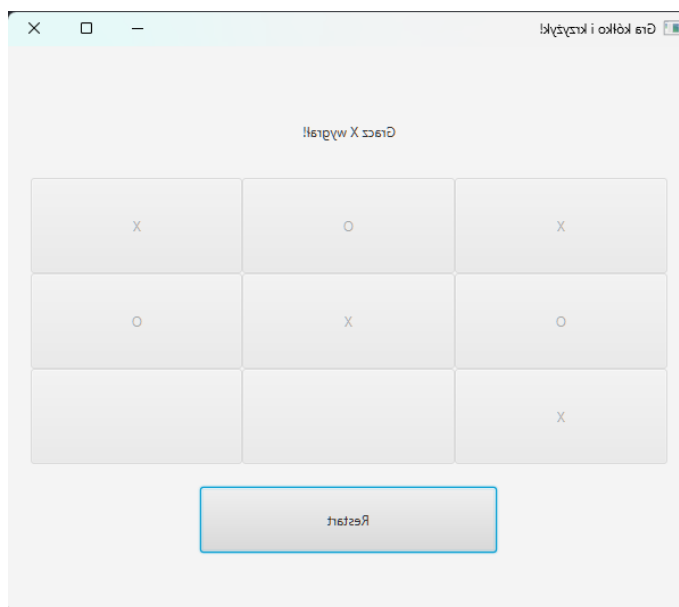 Gra kółko i krzyżyk!
Gracz X wygrał!
X O X
O X O
X
Restart